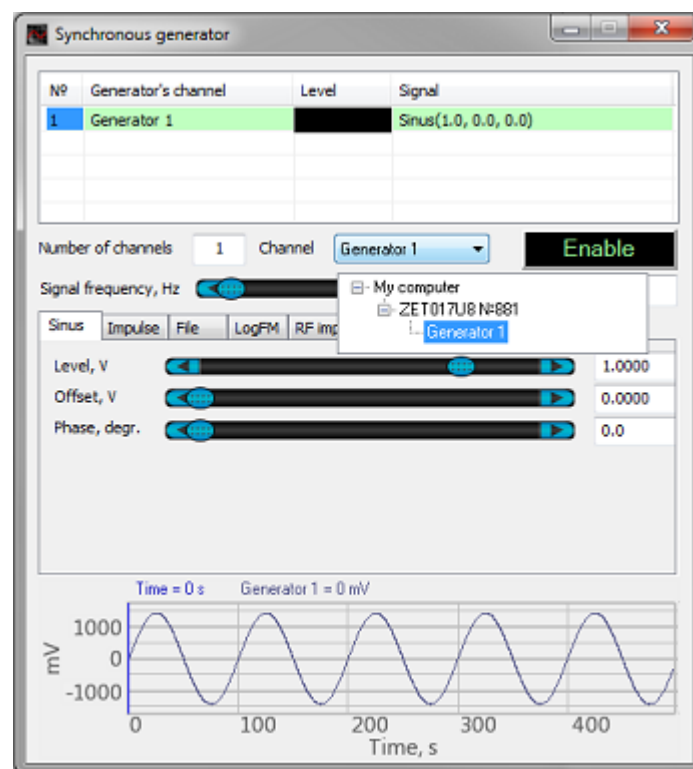 Synchronous generator
Nº Generator's channel Level Signal
1 Generator 1 Sinus(1.0, 0.0, 0.0)
Number of channels 1 Channel Generator 1 Enable
Signal frequency, Hz
My computer
ZET017U8 №881
Generator 1
Sinus Impulse File LogFM RF imp
Level, V 1.0000
Offset, V 0.0000
Phase, degr. 0.0
Time = 0 s Generator 1 = 0 mV
1000
0
-1000
mV
0 100 200 300 400
Time, s